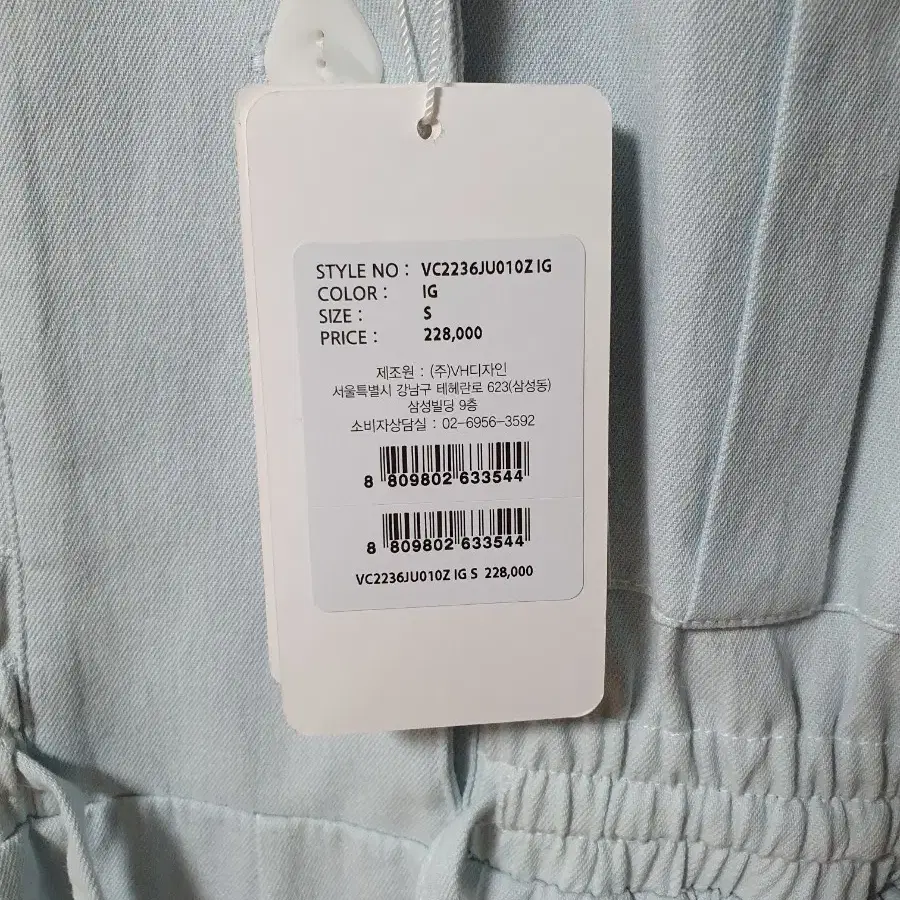 STYLE NO : VC2236JU010Z IG
COLOR : IG
SIZE : S
PRICE : 228,000
제조원 : (주)VH디자인
서울특별시 강남구 테헤란로 623(삼성동)
삼성빌딩 9층
소비자상담실 : 02-6956-3592
8 809802 633544
8 809802 633544
VC2236JU010Z IG S 228,000